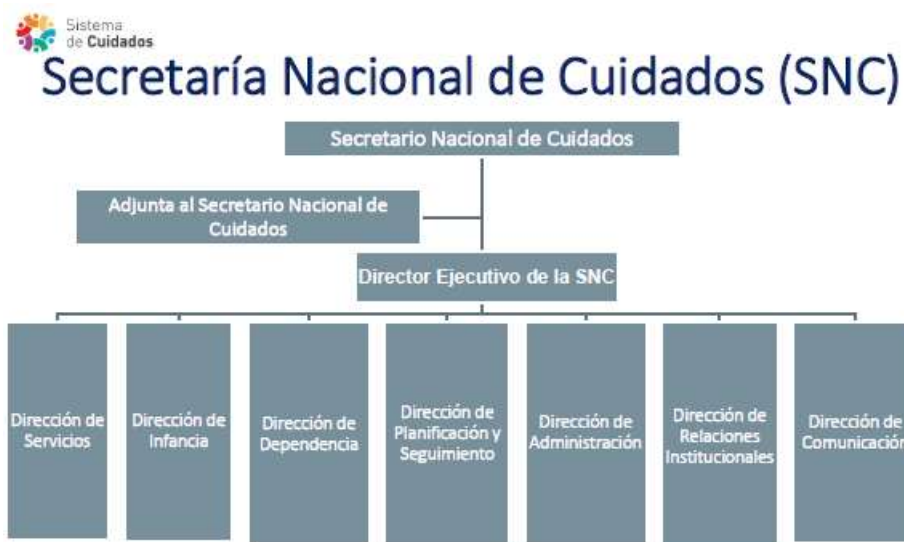 Sistema
de Cuidados
Secretaría Nacional de Cuidados (SNC)
Secretario Nacional de Cuidados
Adjunta al Secretario Nacional de
Cuidados
Director Ejecutivo de la SNC
Dirección de
Servicios
Dirección de
Infancia
Dirección de
Dependencia
Dirección de
Planificación y
Seguimiento
Dirección de
Administración
Dirección de
Relaciones
Institucionales
Dirección de
Comunicación